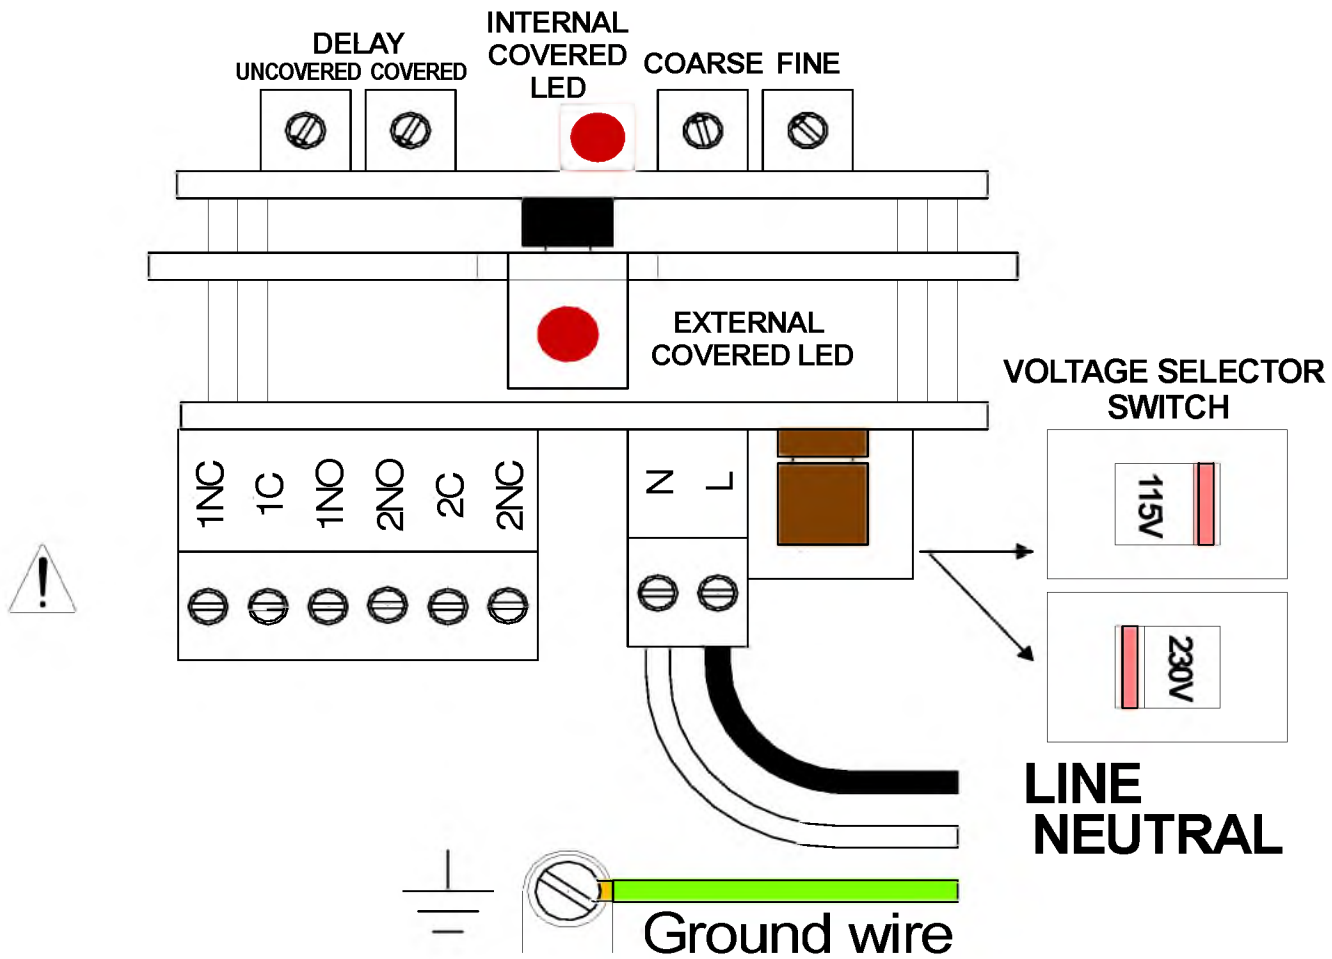 DELAY
UNCOVERED COVERED
INTERNAL
COVERED
LED
COARSE FINE
EXTERNAL
COVERED LED
VOLTAGE SELECTOR
SWITCH
1NC
1C
1NO
2NO
2C
2NC
N
L
115V
230V
!
LINE
NEUTRAL
Ground wire